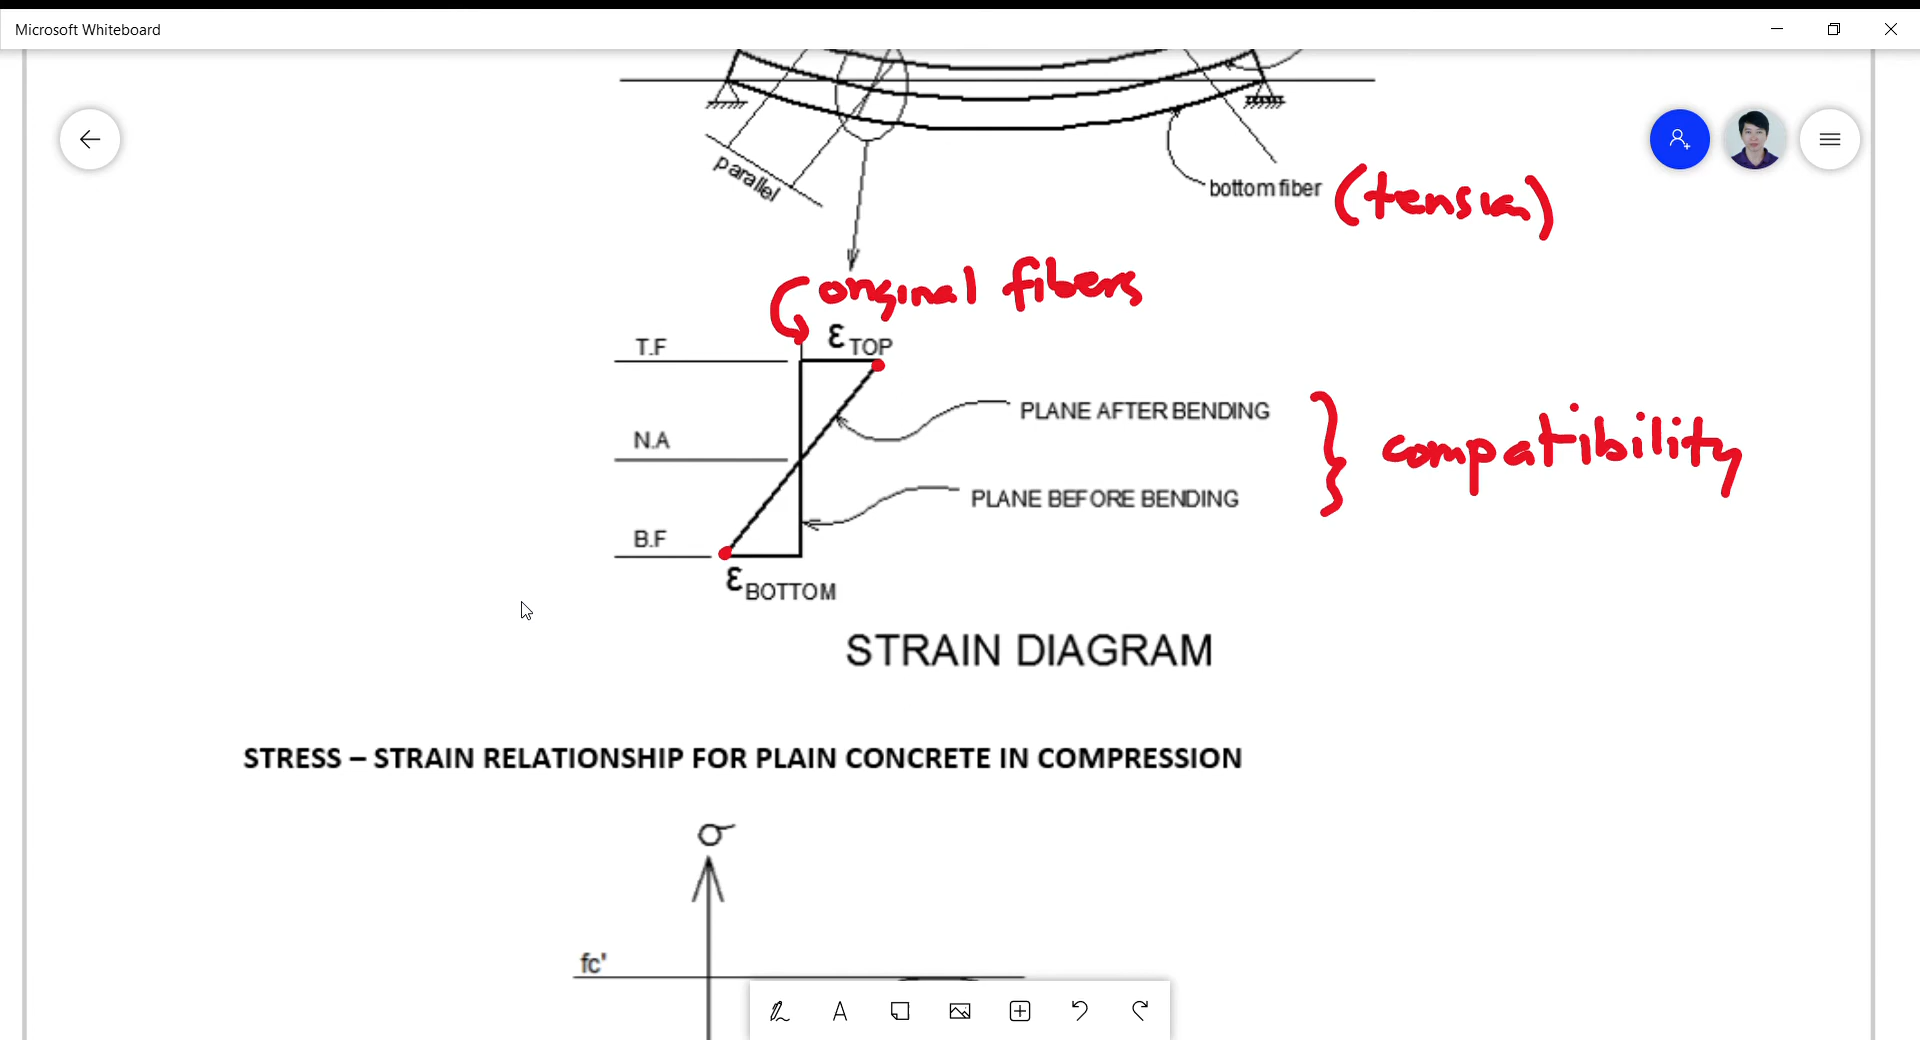 Microsoft Whiteboard
parallel
bottom fiber (tension)
original fibers
εTOP
T.F
PLANE AFTER BENDING
N.A
compatibility
PLANE BEFORE BENDING
B.F
εBOTTOM
STRAIN DIAGRAM
STRESS – STRAIN RELATIONSHIP FOR PLAIN CONCRETE IN COMPRESSION
σ
fc'